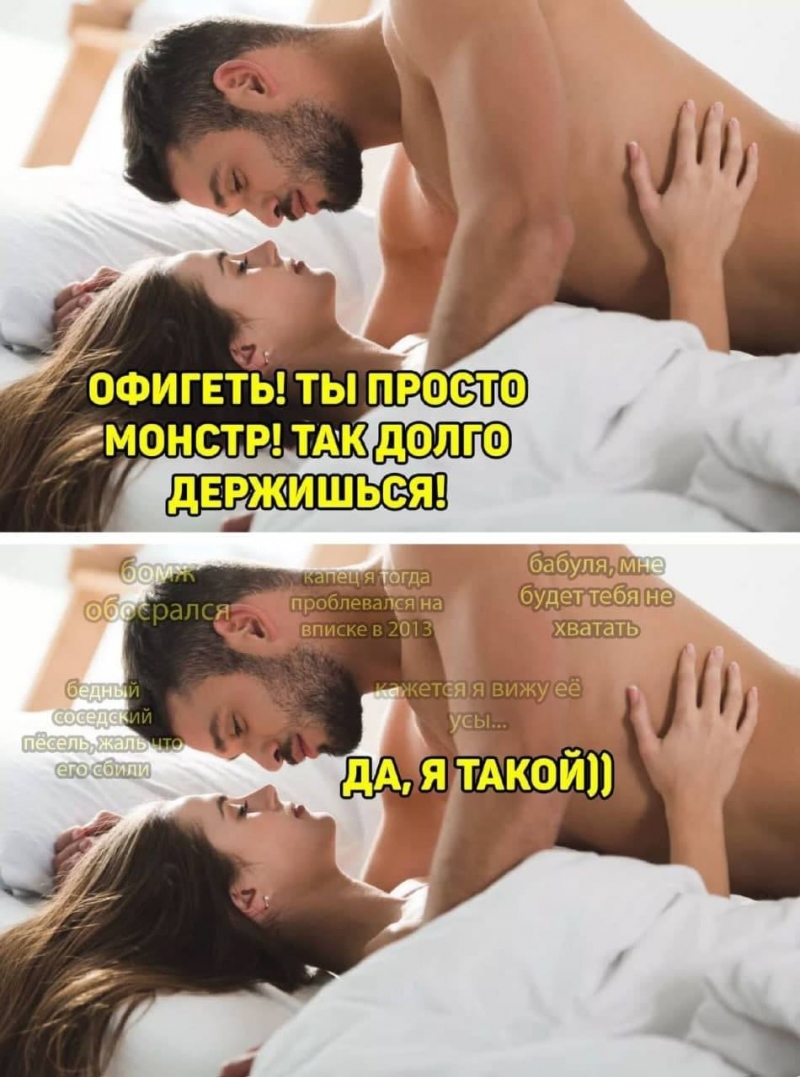 ОФИГЕТЬ! ТЫ ПРОСТО
МОНСТР! ТАК ДОЛГО
ДЕРЖИШЬСЯ!
бомж
обосрался
капец я тогда
проблевался на
вписке в 2013
бабуля, мне
будет тебя не
хватать
бедный
соседский
пёсель, жаль что
его сбили
кажется я вижу её
усы...
ДА, Я ТАКОЙ))